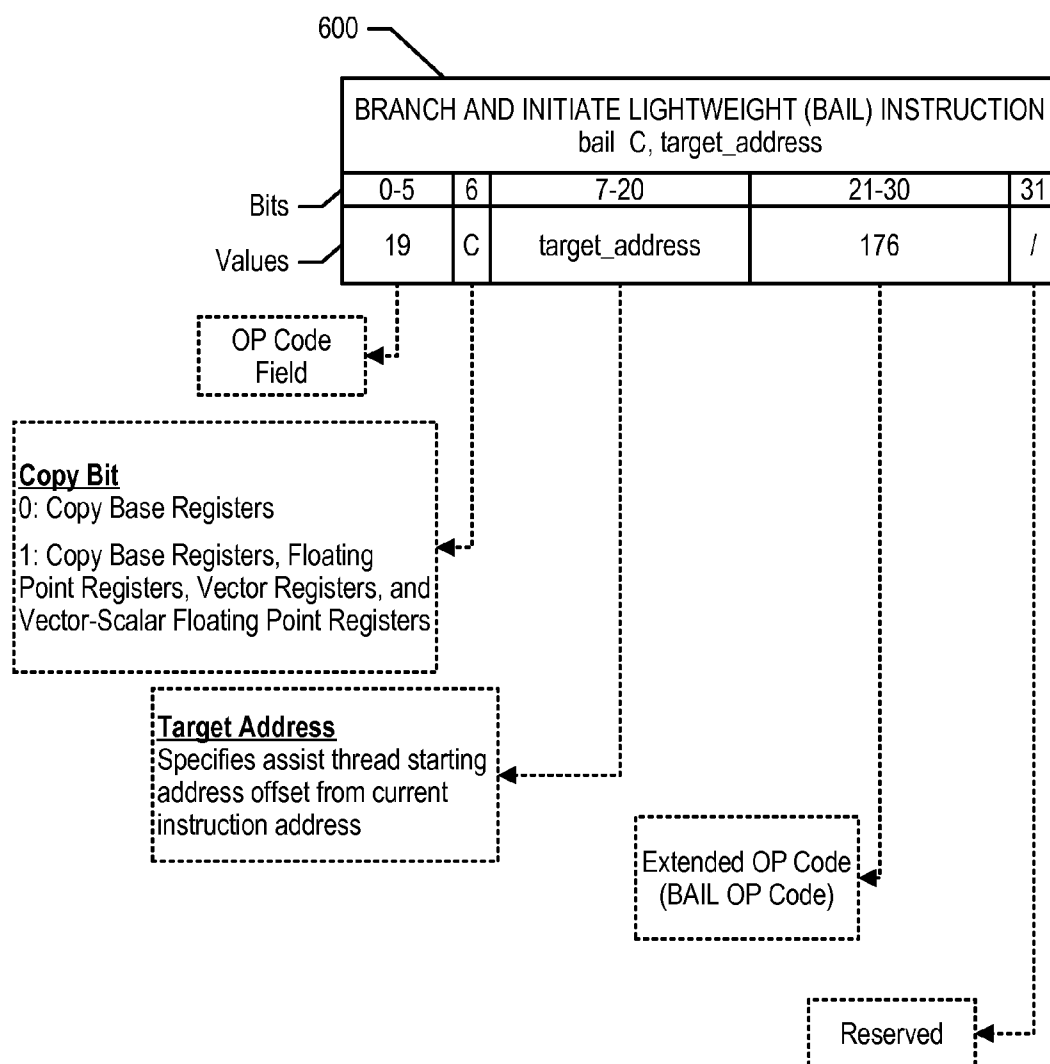 600
BRANCH AND INITIATE LIGHTWEIGHT (BAIL) INSTRUCTION
bail C, target_address
Bits 0-5 6 7-20 21-30 31
Values 19 C target_address 176 /
OP Code
Field
Copy Bit
0: Copy Base Registers
1: Copy Base Registers, Floating
Point Registers, Vector Registers, and
Vector-Scalar Floating Point Registers
Target Address
Specifies assist thread starting
address offset from current
instruction address
Extended OP Code
(BAIL OP Code)
Reserved